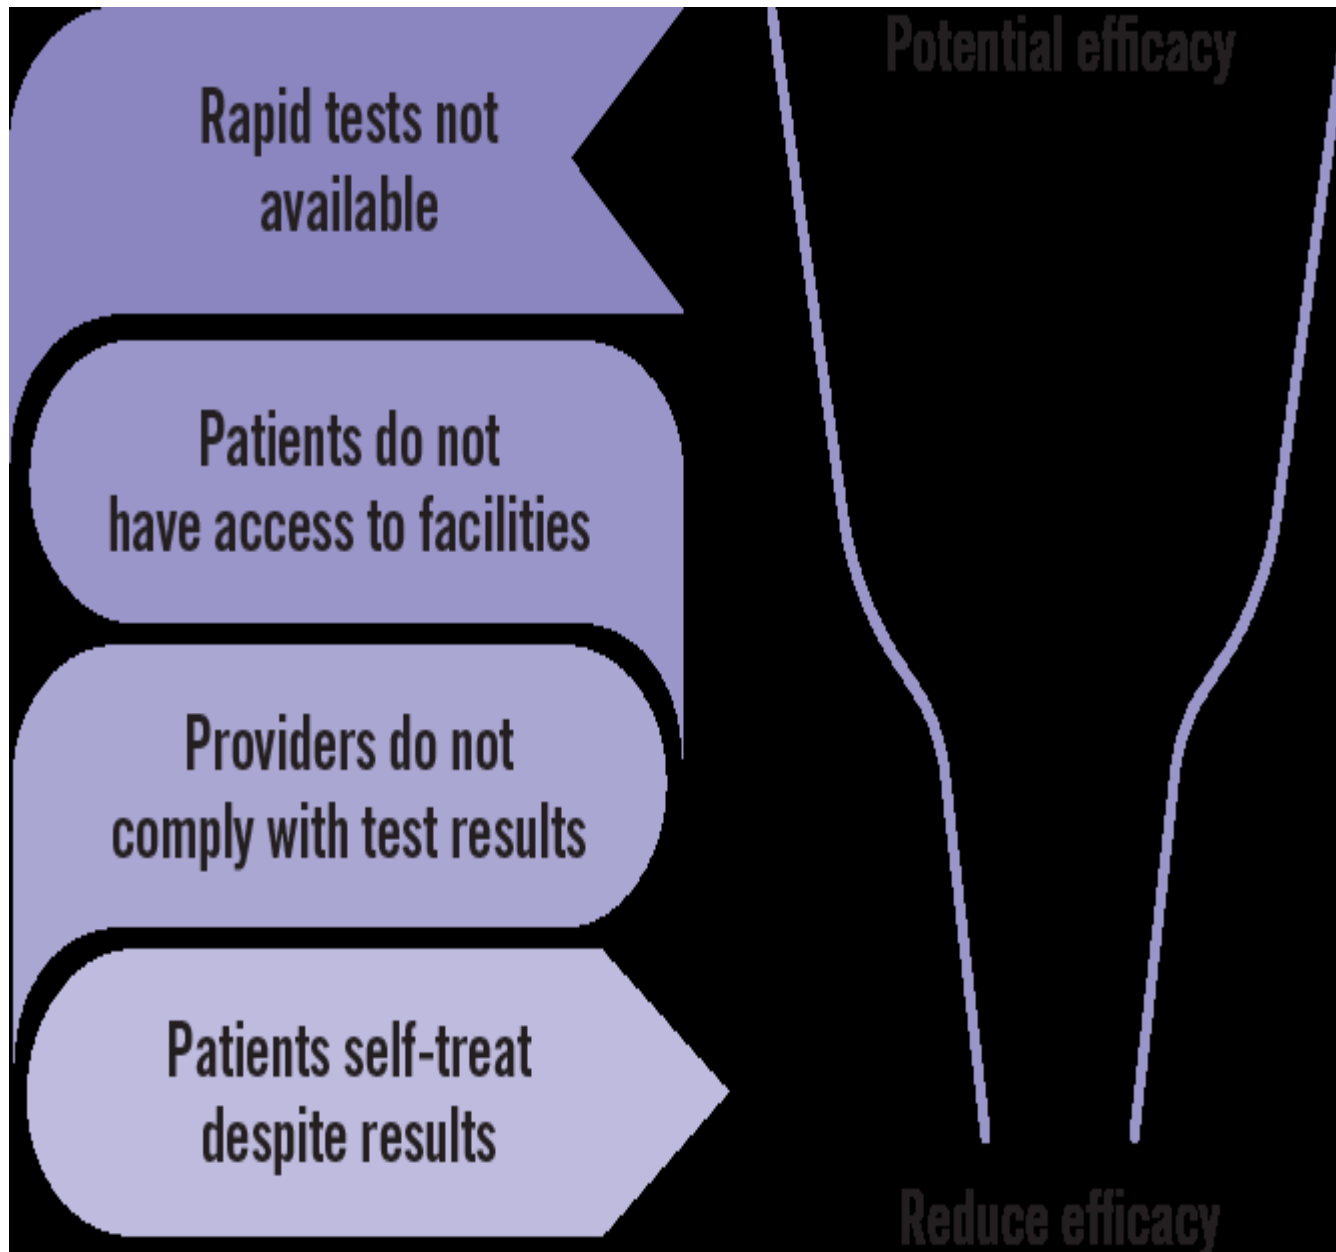 Rapid tests not
available
Patients do not
have access to facilities
Providers do not
comply with test results
Patients self-treat
despite results
Potential efficacy
Reduce efficacy